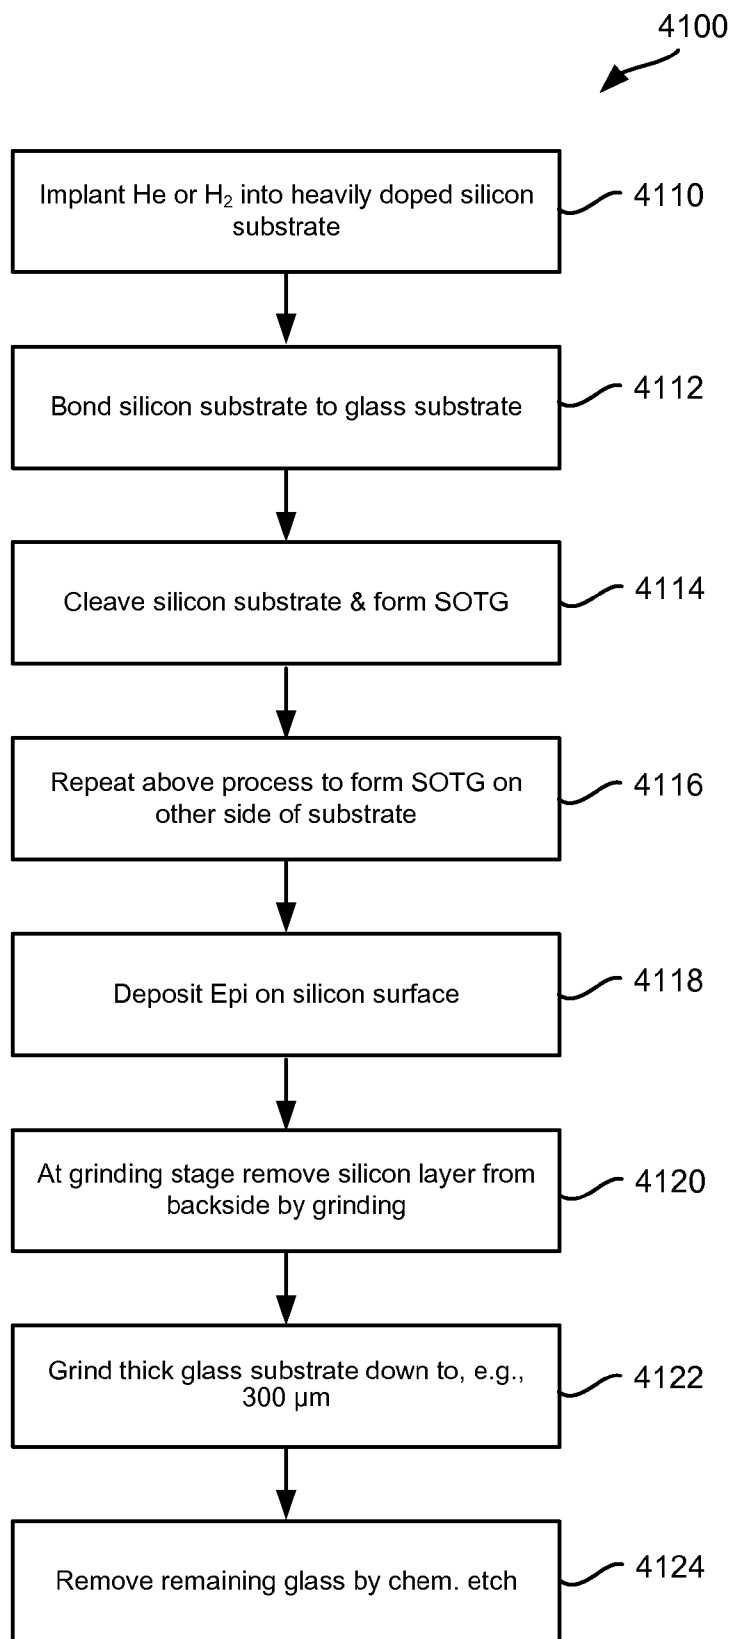 4100
Implant He or H₂ into heavily doped silicon
substrate
4110
Bond silicon substrate to glass substrate
4112
Cleave silicon substrate & form SOTG
4114
Repeat above process to form SOTG on
other side of substrate
4116
Deposit Epi on silicon surface
4118
At grinding stage remove silicon layer from
backside by grinding
4120
Grind thick glass substrate down to, e.g.,
300 µm
4122
Remove remaining glass by chem. etch
4124